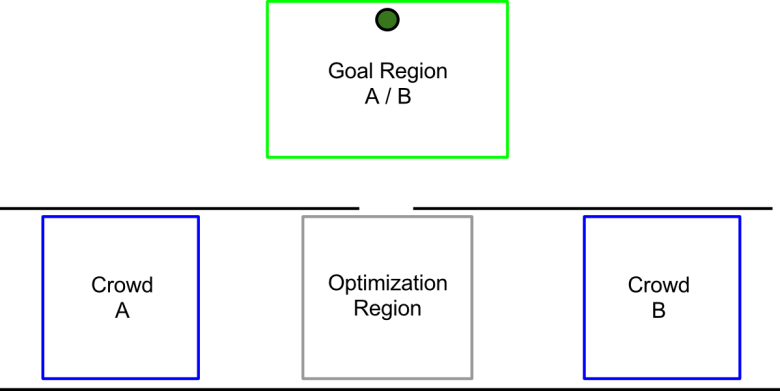 Goal Region
A / B
Crowd
A
Optimization
Region
Crowd
B